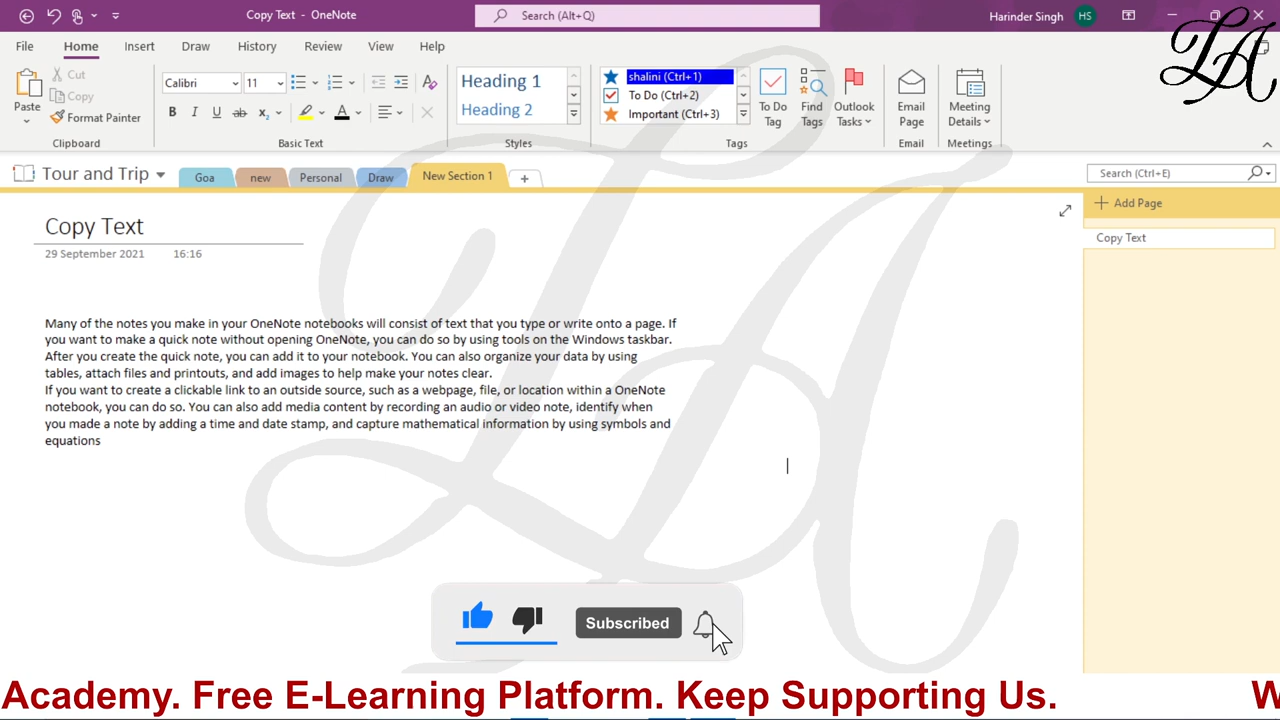 Copy Text - OneNote
Search (Alt+Q)
Harinder Singh
HS
File
Home
Insert
Draw
History
Review
View
Help
Paste
Cut
Copy
Format Painter
Clipboard
Calibri
11
B I U ab x₂
A
Basic Text
Heading 1
Heading 2
Styles
shalini (Ctrl+1)
To Do (Ctrl+2)
Important (Ctrl+3)
To Do
Tag
Find
Tags
Outlook
Tasks
Tags
Email
Page
Email
Meeting
Details
Meetings
LA
Tour and Trip
Goa
new
Personal
Draw
New Section 1
Search (Ctrl+E)
Add Page
Copy Text
Copy Text
29 September 2021 16:16
Many of the notes you make in your OneNote notebooks will consist of text that you type or write onto a page. If
you want to make a quick note without opening OneNote, you can do so by using tools on the Windows taskbar.
After you create the quick note, you can add it to your notebook. You can also organize your data by using
tables, attach files and printouts, and add images to help make your notes clear.
If you want to create a clickable link to an outside source, such as a webpage, file, or location within a OneNote
notebook, you can do so. You can also add media content by recording an audio or video note, identify when
you made a note by adding a time and date stamp, and capture mathematical information by using symbols and
equations
LA
Subscribed
Academy. Free E-Learning Platform. Keep Supporting Us. W